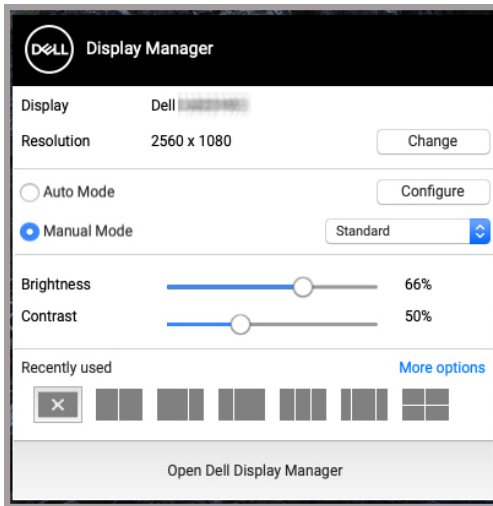 DELL Display Manager
Display Dell
Resolution 2560 x 1080 Change
Auto Mode Configure
Manual Mode Standard
Brightness 66%
Contrast 50%
Recently used More options
Open Dell Display Manager